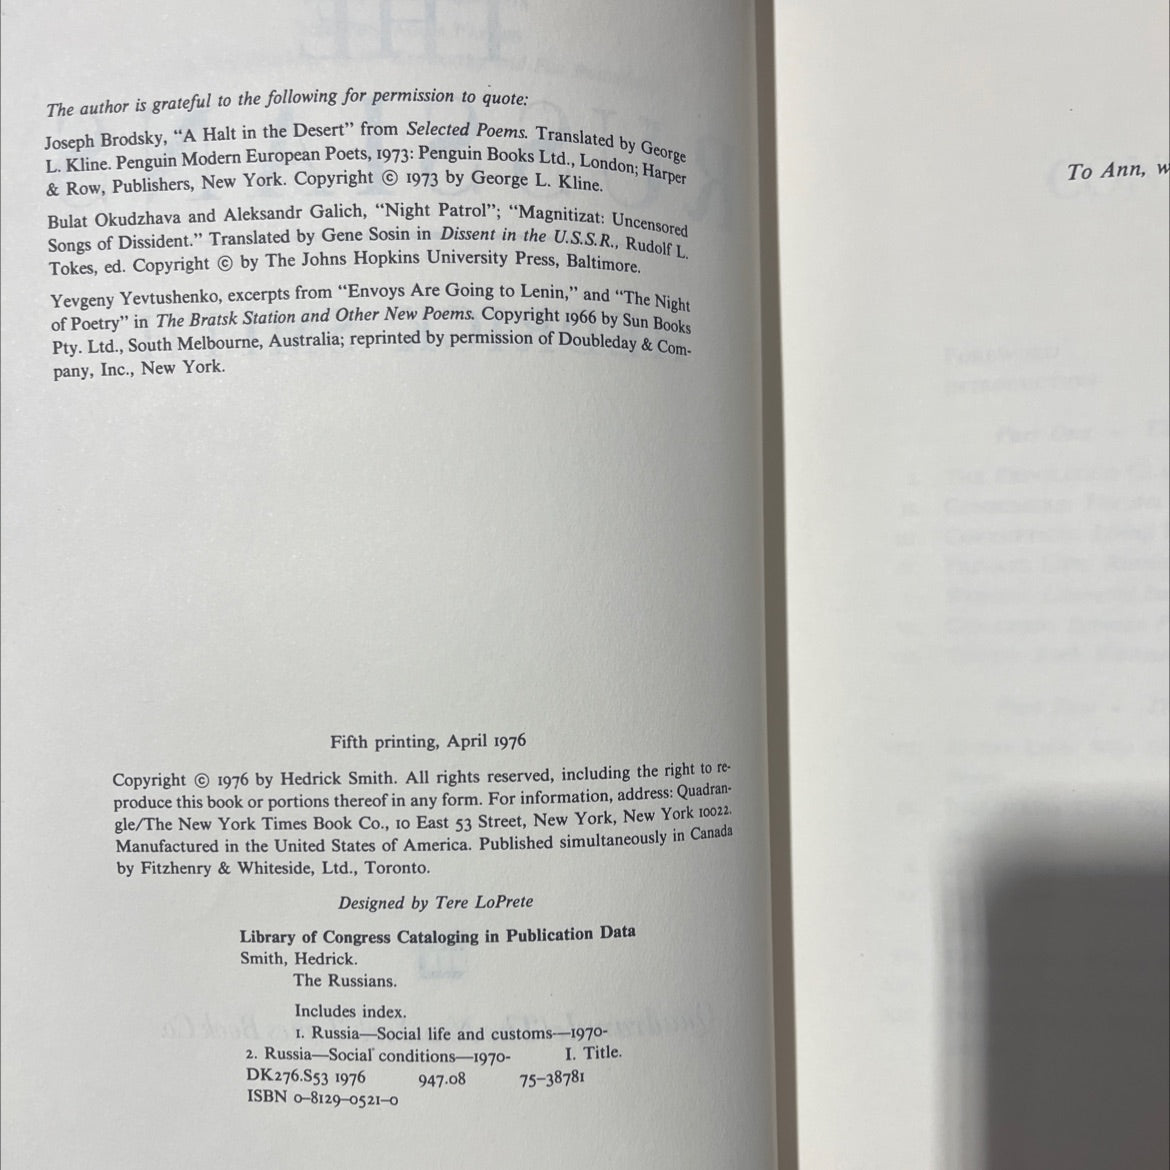 The author is grateful to the following for permission to quote:
Joseph Brodsky, “A Halt in the Desert” from Selected Poems. Translated by George
L. Kline. Penguin Modern European Poets, 1973: Penguin Books Ltd., London; Harper
& Row, Publishers, New York. Copyright © 1973 by George L. Kline.
Bulat Okudzhava and Aleksandr Galich, “Night Patrol”; “Magnitizat: Uncensored
Songs of Dissident.” Translated by Gene Sosin in Dissent in the U.S.S.R., Rudolf L.
Tokes, ed. Copyright © by The Johns Hopkins University Press, Baltimore.
Yevgeny Yevtushenko, excerpts from “Envoys Are Going to Lenin,” and “The Night
of Poetry” in The Bratsk Station and Other New Poems. Copyright 1966 by Sun Books
Pty. Ltd., South Melbourne, Australia; reprinted by permission of Doubleday & Com-
pany, Inc., New York.
Fifth printing, April 1976
Copyright © 1976 by Hedrick Smith. All rights reserved, including the right to re-
produce this book or portions thereof in any form. For information, address: Quadran-
gle/The New York Times Book Co., 10 East 53 Street, New York, New York 10022.
Manufactured in the United States of America. Published simultaneously in Canada
by Fitzhenry & Whiteside, Ltd., Toronto.
Designed by Tere LoPrete
Library of Congress Cataloging in Publication Data
Smith, Hedrick.
The Russians.
Includes index.
1. Russia—Social life and customs—1970-
2. Russia—Social conditions—1970- I. Title.
DK276.S53 1976 947.08 75–38781
ISBN 0–8129–0521–0
To Ann, w